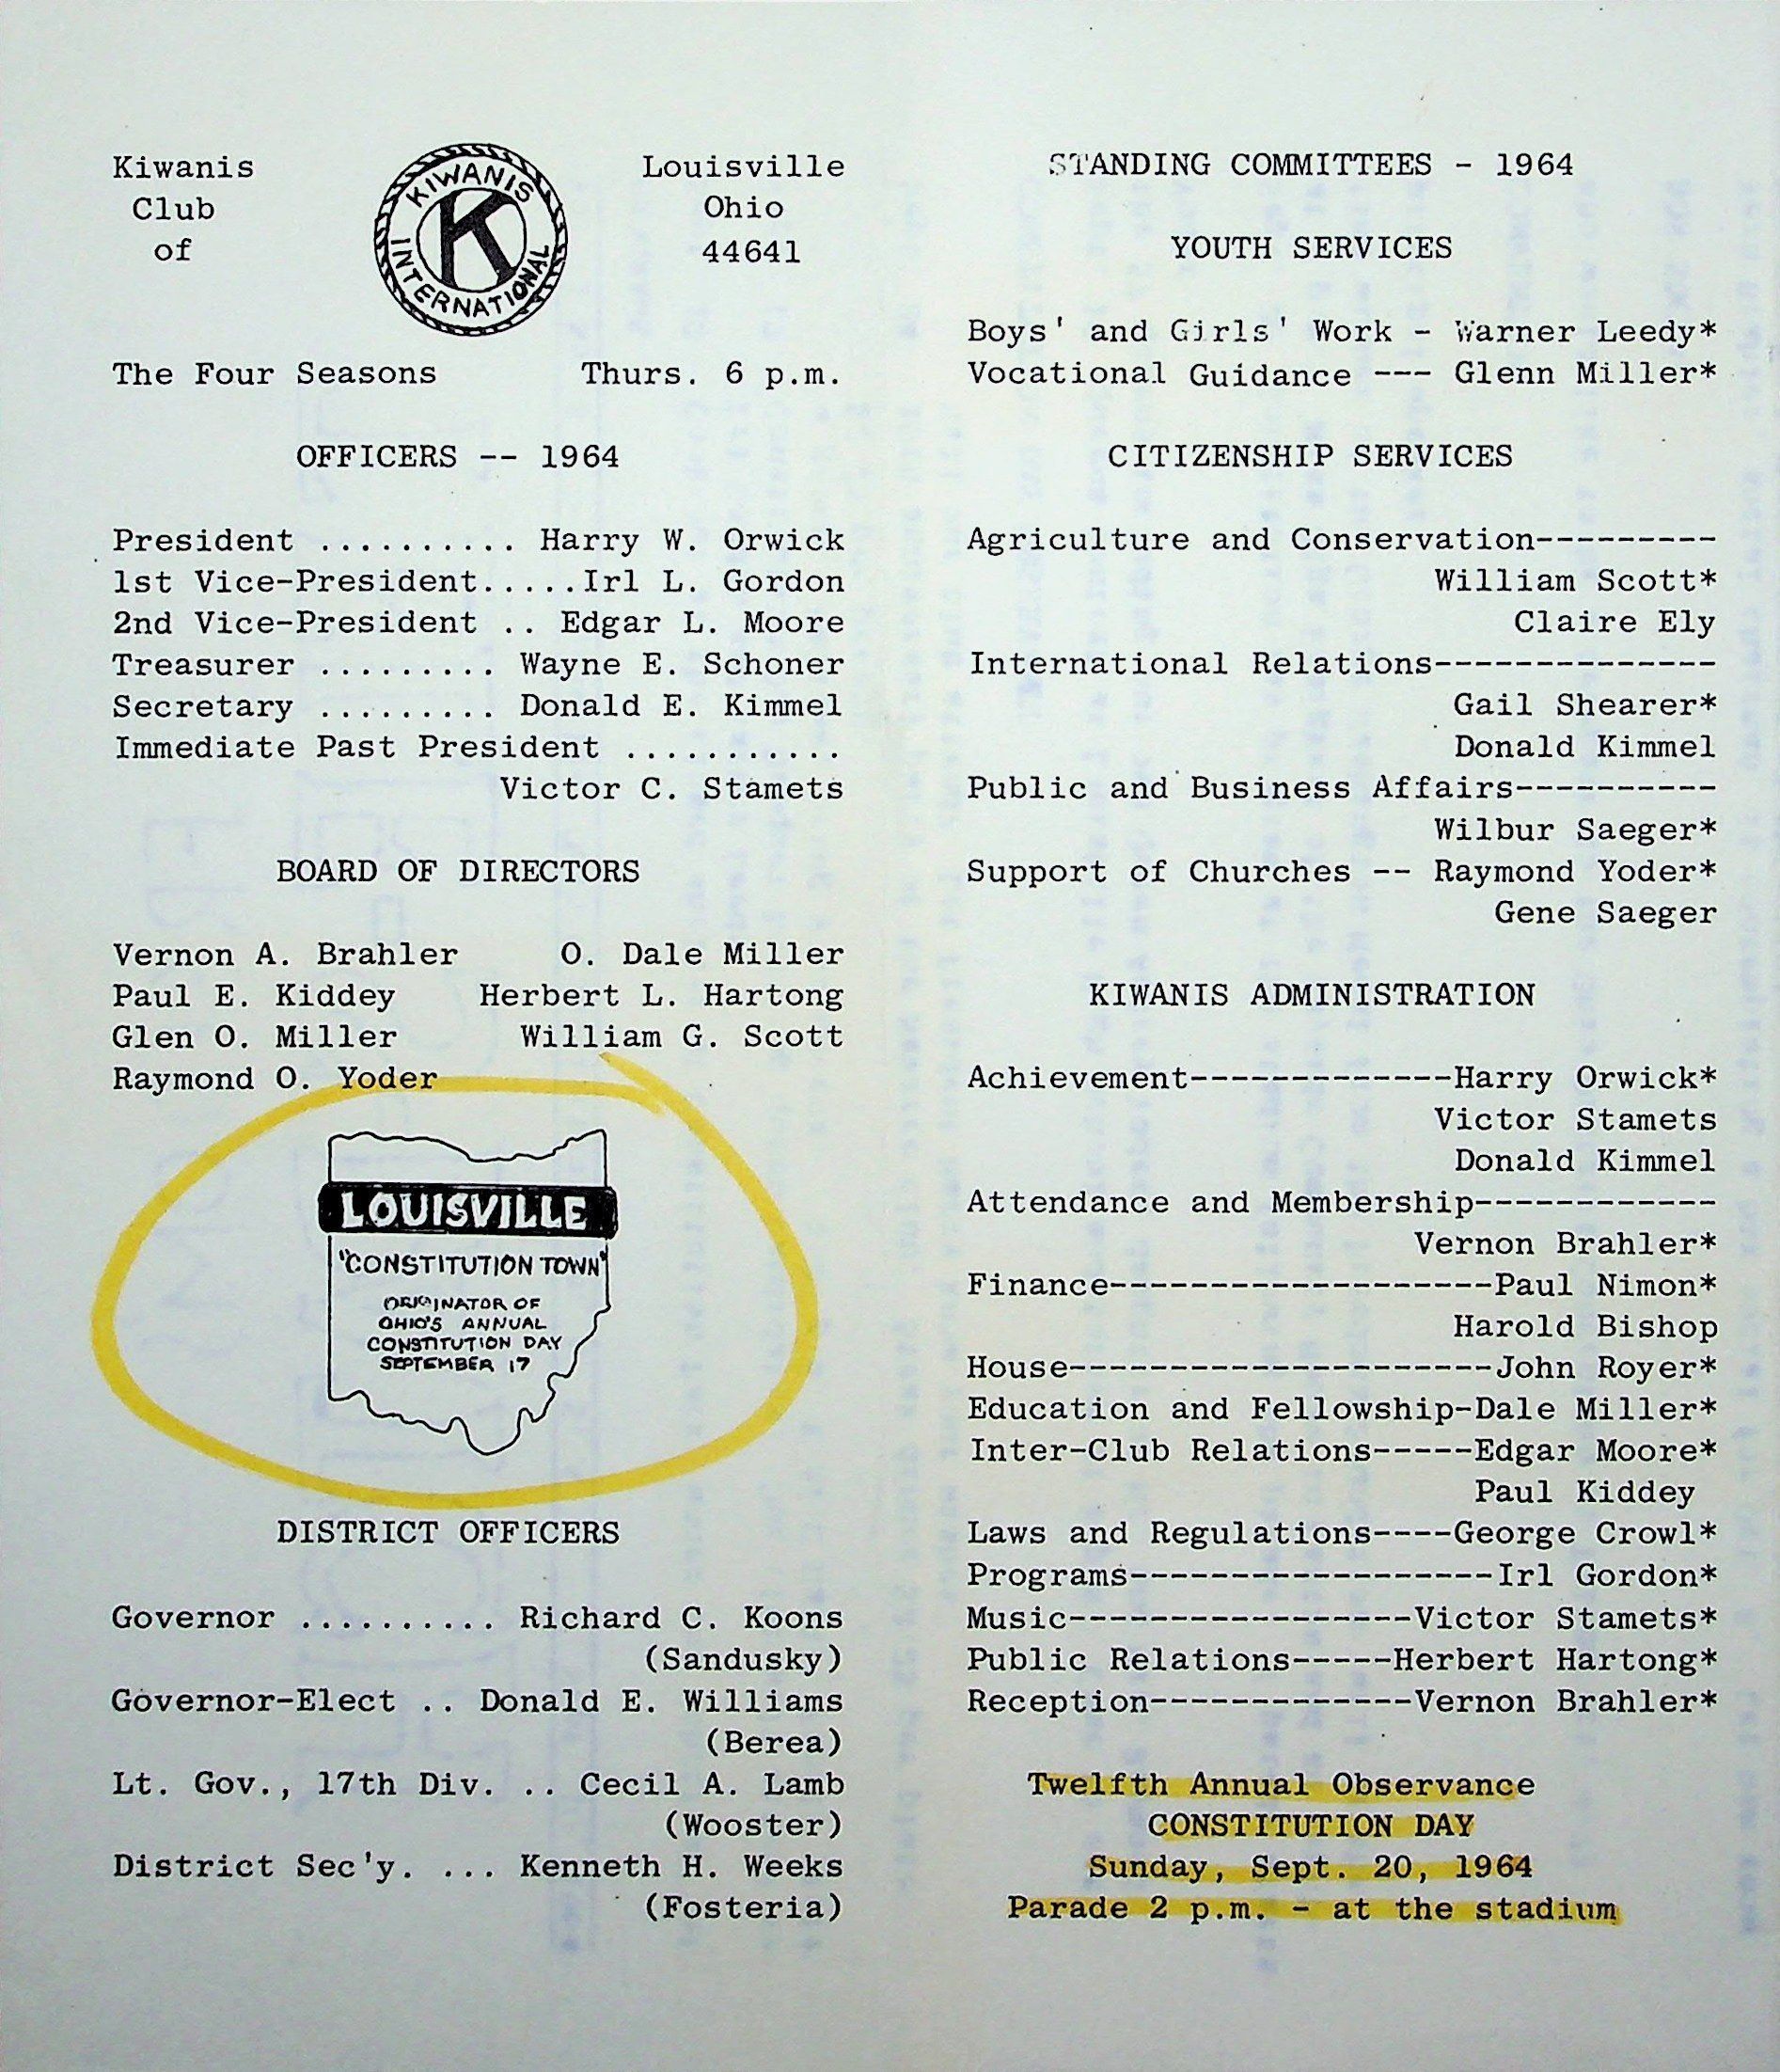 Kiwanis
Club
of
KIWANIS
K
INTERNATIONAL
Louisville
Ohio
44641
The Four Seasons Thurs. 6 p.m.
OFFICERS -- 1964
President .......... Harry W. Orwick
1st Vice-President.....Irl L. Gordon
2nd Vice-President .. Edgar L. Moore
Treasurer ......... Wayne E. Schoner
Secretary ......... Donald E. Kimmel
Immediate Past President ...........
Victor C. Stamets
BOARD OF DIRECTORS
Vernon A. Brahler O. Dale Miller
Paul E. Kiddey Herbert L. Hartong
Glen O. Miller William G. Scott
Raymond O. Yoder
LOUISVILLE
"CONSTITUTION TOWN"
ORIGINATOR OF
OHIO'S ANNUAL
CONSTITUTION DAY
SEPTEMBER 17
DISTRICT OFFICERS
Governor .......... Richard C. Koons
(Sandusky)
Governor-Elect .. Donald E. Williams
(Berea)
Lt. Gov., 17th Div. .. Cecil A. Lamb
(Wooster)
District Sec'y. ... Kenneth H. Weeks
(Fosteria)
STANDING COMMITTEES - 1964
YOUTH SERVICES
Boys' and Girls' Work - Warner Leedy*
Vocational Guidance --- Glenn Miller*
CITIZENSHIP SERVICES
Agriculture and Conservation---------
William Scott*
Claire Ely
International Relations--------------
Gail Shearer*
Donald Kimmel
Public and Business Affairs----------
Wilbur Saeger*
Support of Churches -- Raymond Yoder*
Gene Saeger
KIWANIS ADMINISTRATION
Achievement-------------Harry Orwick*
Victor Stamets
Donald Kimmel
Attendance and Membership------------
Vernon Brahler*
Finance-------------------Paul Nimon*
Harold Bishop
House---------------------John Royer*
Education and Fellowship-Dale Miller*
Inter-Club Relations-----Edgar Moore*
Paul Kiddey
Laws and Regulations----George Crowl*
Programs------------------Irl Gordon*
Music-----------------Victor Stamets*
Public Relations-----Herbert Hartong*
Reception-------------Vernon Brahler*
Twelfth Annual Observance
CONSTITUTION DAY
Sunday, Sept. 20, 1964
Parade 2 p.m. - at the stadium